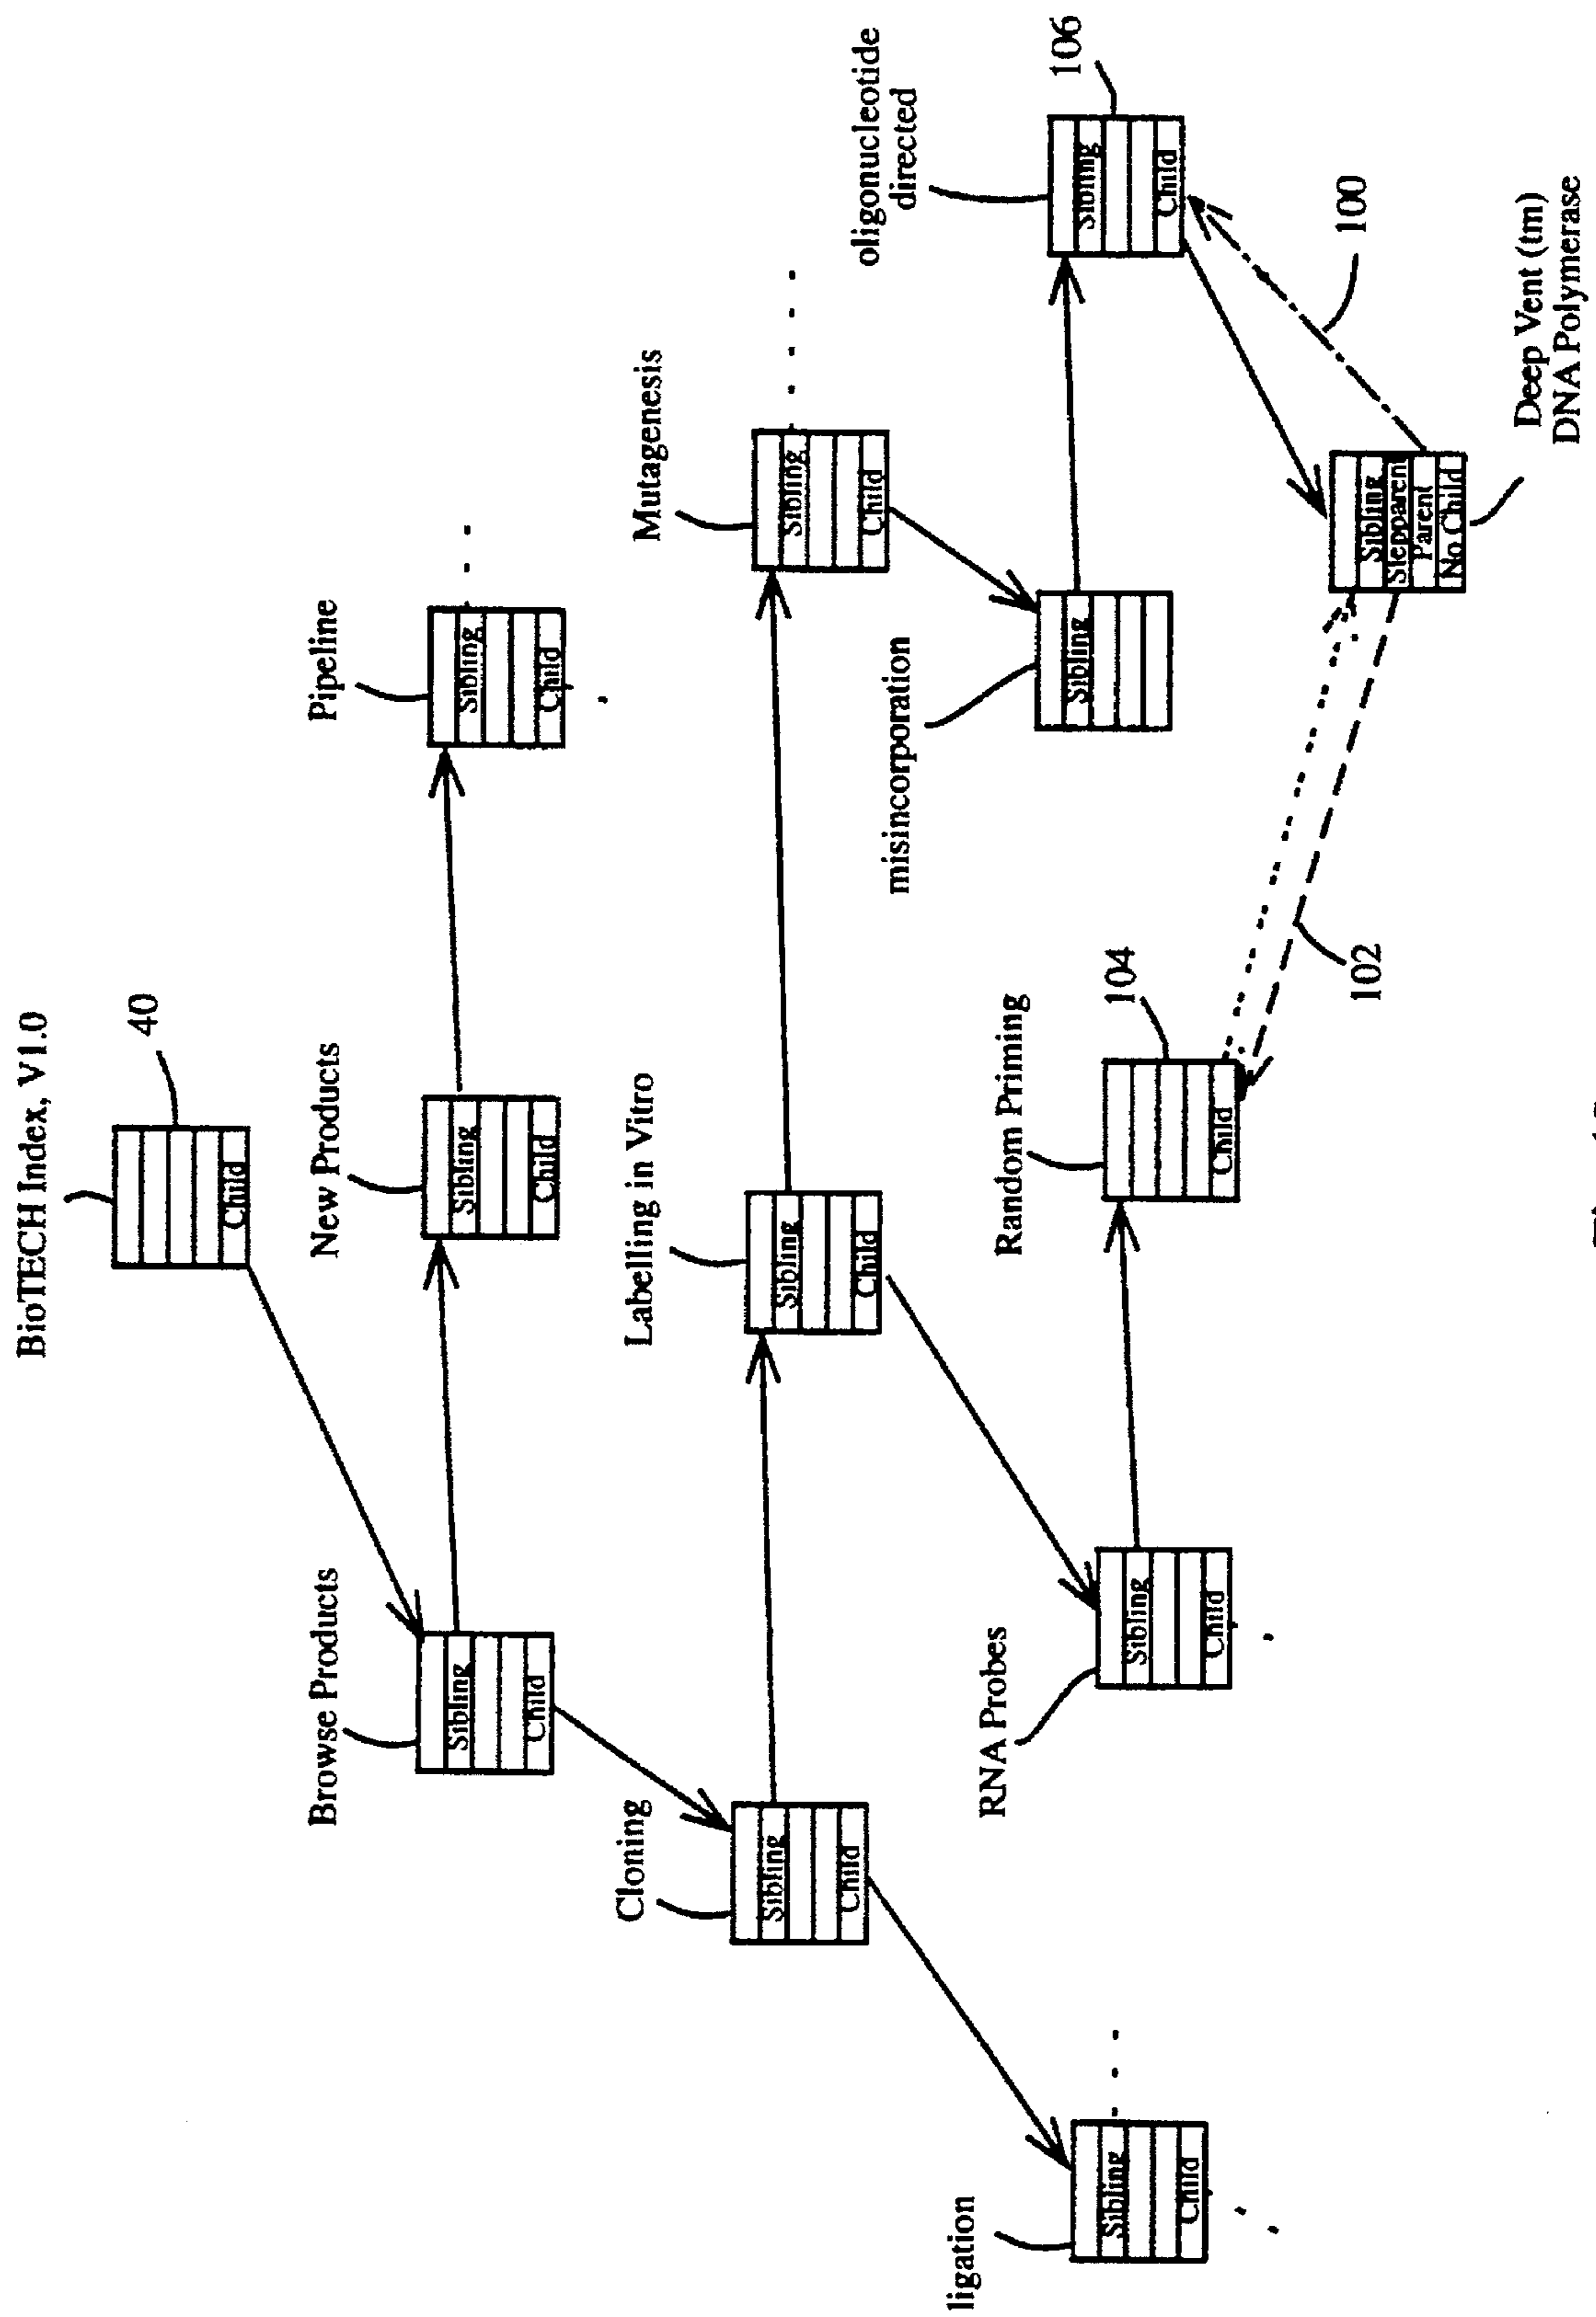 BioTECH Index, V1.0
40
Child
Browse Products
Sibling
Child
New Products
Sibling
Child
Pipeline
Sibling
Child
Cloning
Sibling
Child
Labelling in Vitro
Sibling
Child
Mutagenesis
Sibling
Child
ligation
Sibling
Child
RNA Probes
Sibling
Child
Random Priming
104
Child
misincorporation
Sibling
oligonucleotide
directed
106
Sibling
Child
102
100
Sibling
Stepparent
Parent
No Child
Deep Vent (tm)
DNA Polymerase